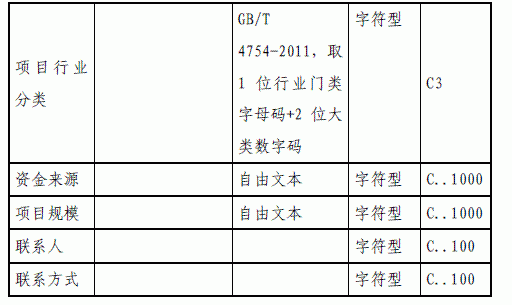 项目行业
分类
GB/T
4754-2011，取
1 位行业门类
字母码+2 位大
类数字码
字符型
C3
资金来源
自由文本
字符型
C..1000
项目规模
自由文本
字符型
C..1000
联系人
字符型
C..100
联系方式
字符型
C..100